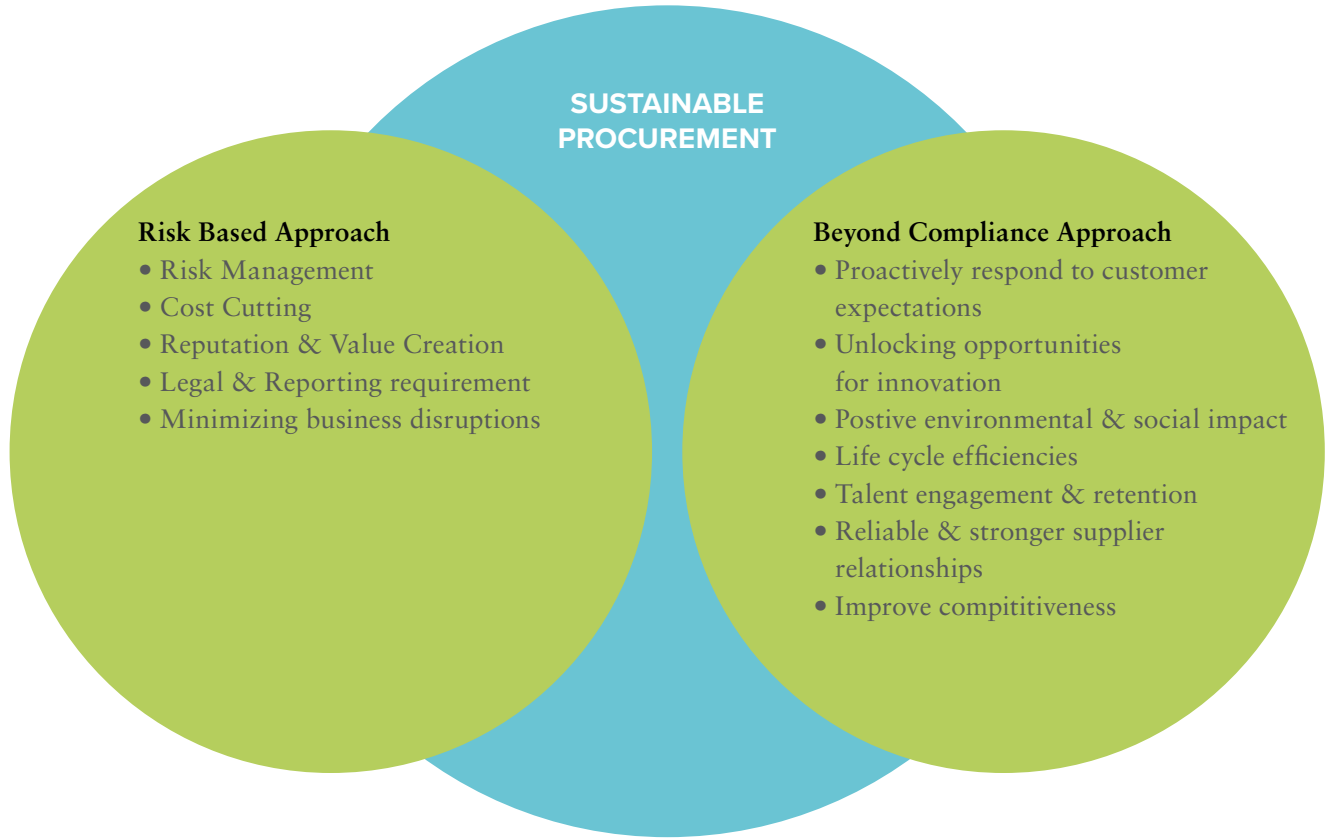 SUSTAINABLE
PROCUREMENT
Risk Based Approach
• Risk Management
• Cost Cutting
• Reputation & Value Creation
• Legal & Reporting requirement
• Minimizing business disruptions
Beyond Compliance Approach
• Proactively respond to customer
expectations
• Unlocking opportunities
for innovation
• Postive environmental & social impact
• Life cycle efficiencies
• Talent engagement & retention
• Reliable & stronger supplier
relationships
• Improve compititiveness